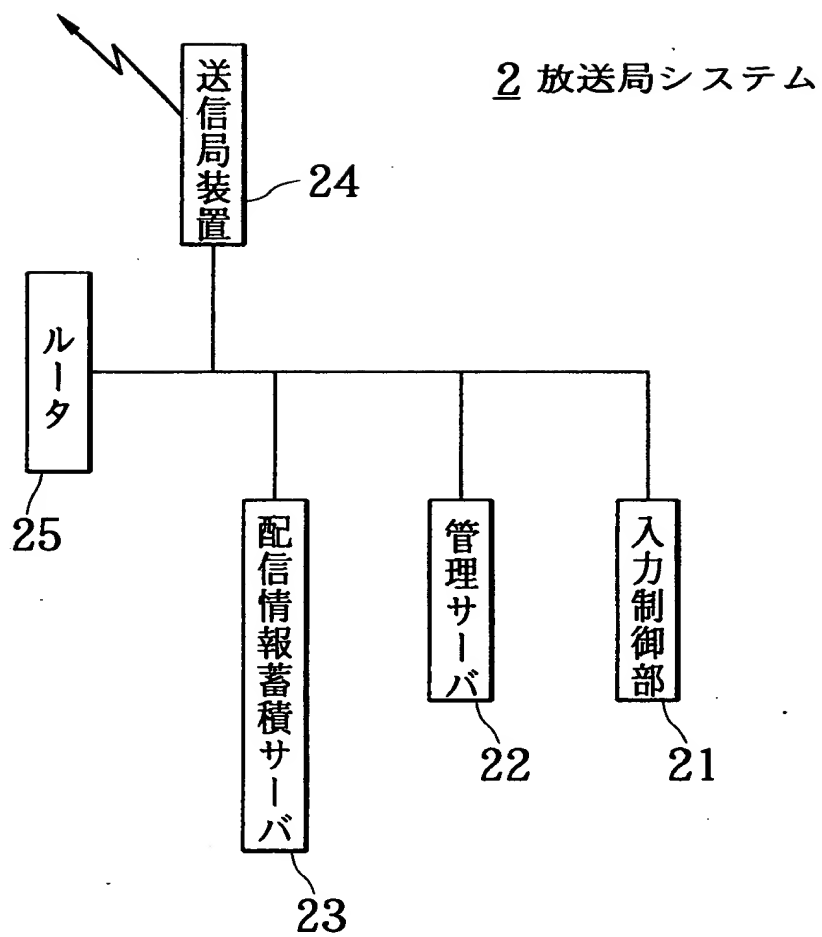 2 放送局システム
送信局装置
24
ルータ
25
配信情報蓄積サーバ
23
管理サーバ
22
入力制御部
21